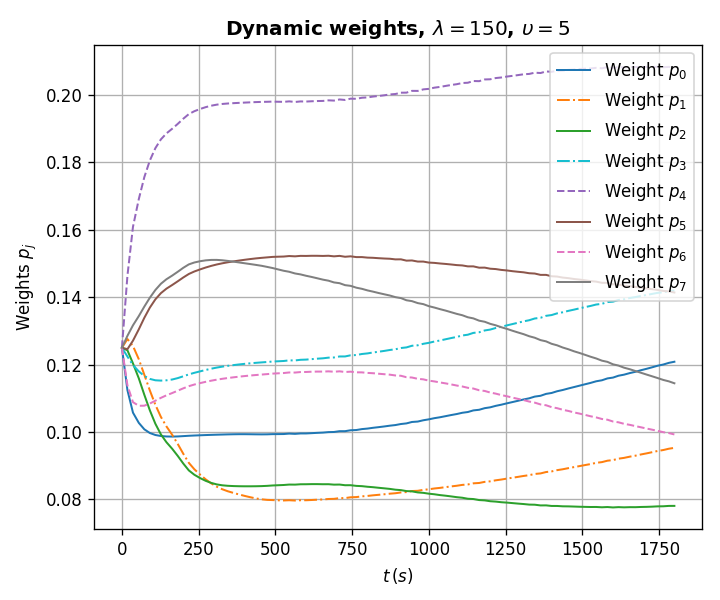 Dynamic weights, λ = 150, υ = 5
Weights p_j
0.20
0.18
0.16
0.14
0.12
0.10
0.08
0
250
500
750
1000
1250
1500
1750
t (s)
Weight p_0
Weight p_1
Weight p_2
Weight p_3
Weight p_4
Weight p_5
Weight p_6
Weight p_7